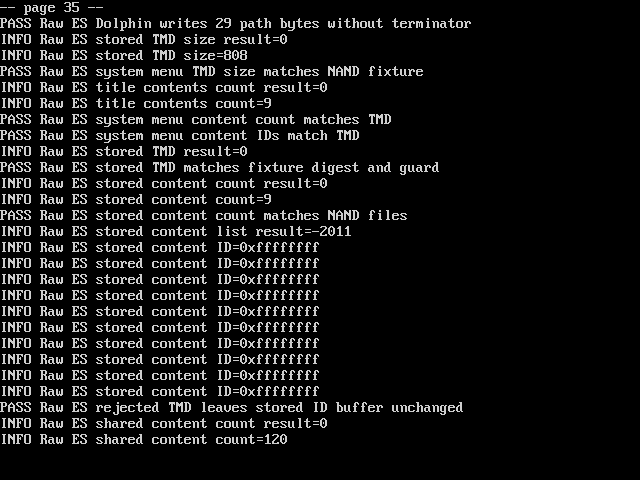 -- page 35 --
PASS Raw ES Dolphin writes 29 path bytes without terminator
INFO Raw ES stored TMD size result=0
INFO Raw ES stored TMD size=808
PASS Raw ES system menu TMD size matches NAND fixture
INFO Raw ES title contents count result=0
INFO Raw ES title contents count=9
PASS Raw ES system menu content count matches TMD
PASS Raw ES system menu content IDs match TMD
INFO Raw ES stored TMD result=0
PASS Raw ES stored TMD matches fixture digest and guard
INFO Raw ES stored content count result=0
INFO Raw ES stored content count=9
PASS Raw ES stored content count matches NAND files
INFO Raw ES stored content list result=-2011
INFO Raw ES stored content ID=0xffffffff
INFO Raw ES stored content ID=0xffffffff
INFO Raw ES stored content ID=0xffffffff
INFO Raw ES stored content ID=0xffffffff
INFO Raw ES stored content ID=0xffffffff
INFO Raw ES stored content ID=0xffffffff
INFO Raw ES stored content ID=0xffffffff
INFO Raw ES stored content ID=0xffffffff
INFO Raw ES stored content ID=0xffffffff
INFO Raw ES stored content ID=0xffffffff
PASS Raw ES rejected TMD leaves stored ID buffer unchanged
INFO Raw ES shared content count result=0
INFO Raw ES shared content count=120